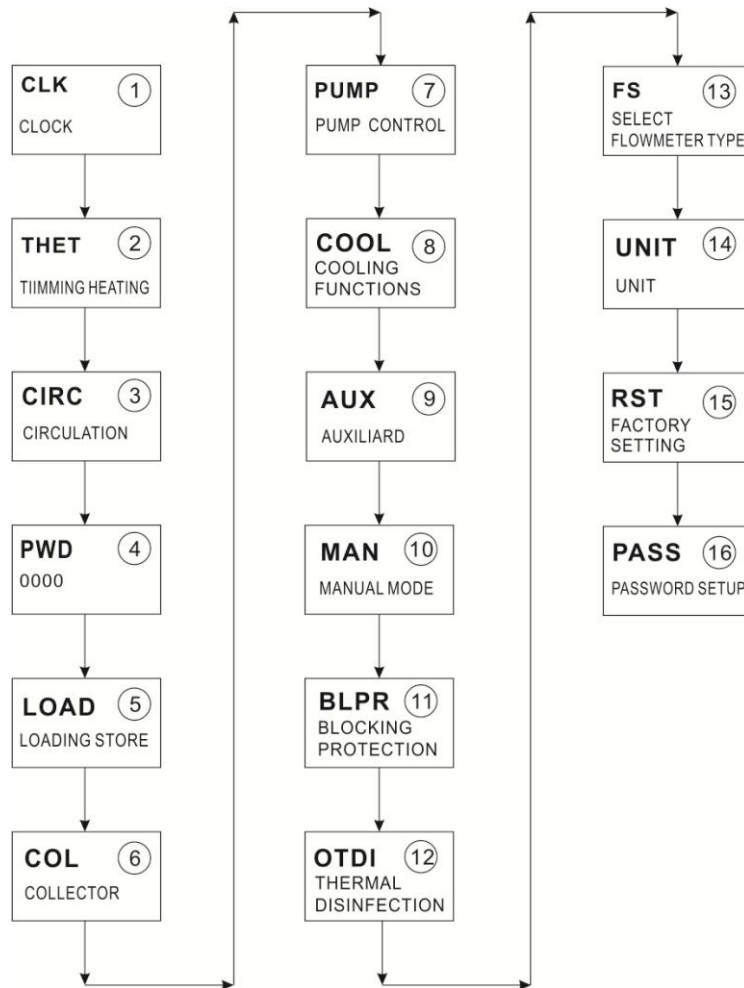 CLK 1
CLOCK
THET 2
TIIMMING HEATING
CIRC 3
CIRCULATION
PWD 4
0000
LOAD 5
LOADING STORE
COL 6
COLLECTOR
PUMP 7
PUMP CONTROL
COOL 8
COOLING
FUNCTIONS
AUX 9
AUXILIARD
MAN 10
MANUAL MODE
BLPR 11
BLOCKING
PROTECTION
OTDI 12
THERMAL
DISINFECTION
FS 13
SELECT
FLOWMETER TYPE
UNIT 14
UNIT
RST 15
FACTORY
SETTING
PASS 16
PASSWORD SETUP